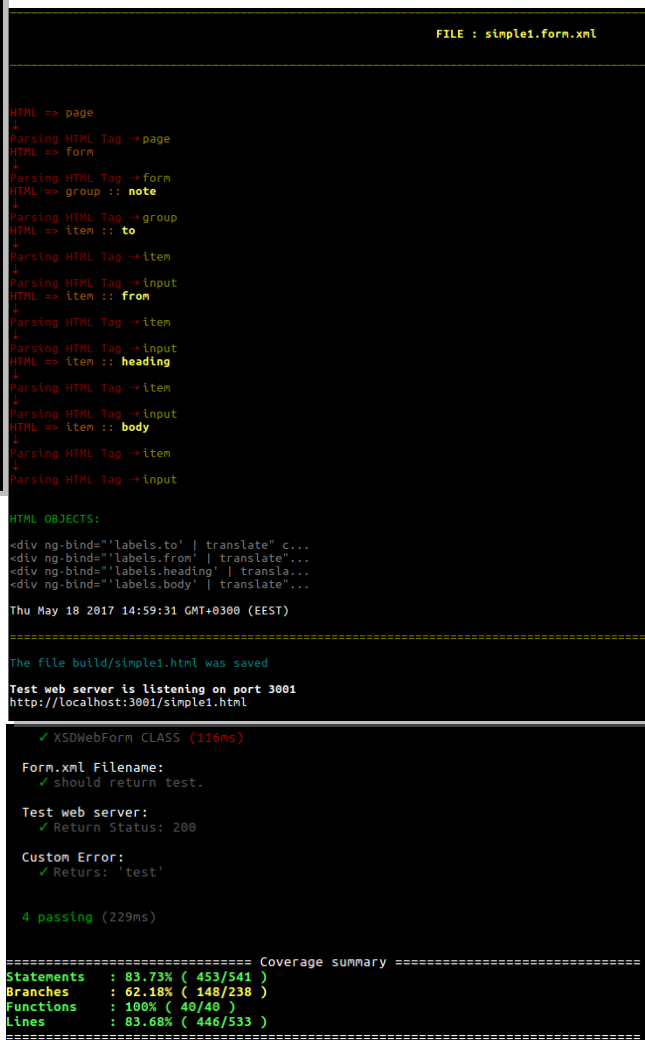 FILE : simple1.form.xml
HTML => page
↓
Parsing HTML Tag →page
HTML => form
↓
Parsing HTML Tag →form
HTML => group :: note
↓
Parsing HTML Tag →group
HTML => item :: to
↓
Parsing HTML Tag →item
↓
Parsing HTML Tag →input
HTML => item :: from
↓
Parsing HTML Tag →item
↓
Parsing HTML Tag →input
HTML => item :: heading
↓
Parsing HTML Tag →item
↓
Parsing HTML Tag →input
HTML => item :: body
↓
Parsing HTML Tag →item
↓
Parsing HTML Tag →input
HTML OBJECTS:
<div ng-bind="'labels.to' | translate" c...
<div ng-bind="'labels.from' | translate"...
<div ng-bind="'labels.heading' | transla...
<div ng-bind="'labels.body' | translate"...
Thu May 18 2017 14:59:31 GMT+0300 (EEST)
The file build/simple1.html was saved
Test web server is listening on port 3001
http://localhost:3001/simple1.html
✓ XSDWebForm CLASS (116ms)
Form.xml Filename:
✓ should return test.
Test web server:
✓ Return Status: 200
Custom Error:
✓ Returs: 'test'
4 passing (229ms)
=============================== Coverage summary ===============================
Statements : 83.73% ( 453/541 )
Branches : 62.18% ( 148/238 )
Functions : 100% ( 40/40 )
Lines : 83.68% ( 446/533 )
================================================================================